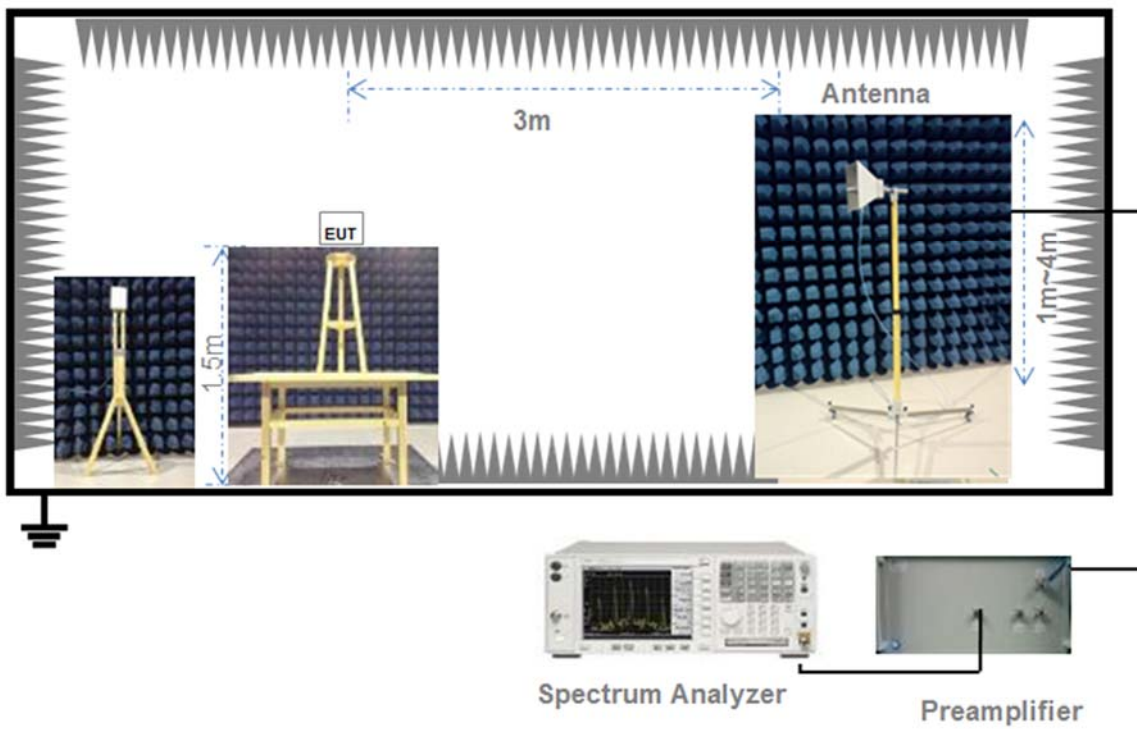 Antenna
3m
EUT
1.5m
1m~4m
Spectrum Analyzer
Preamplifier